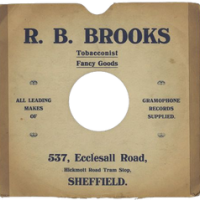 R. B. BROOKS
Tobacconist
Fancy Goods
ALL LEADING
MAKES
OF
GRAMOPHONE
RECORDS
SUPPLIED.
537, Ecclesall Road,
Hickmott Road Tram Stop,
SHEFFIELD.